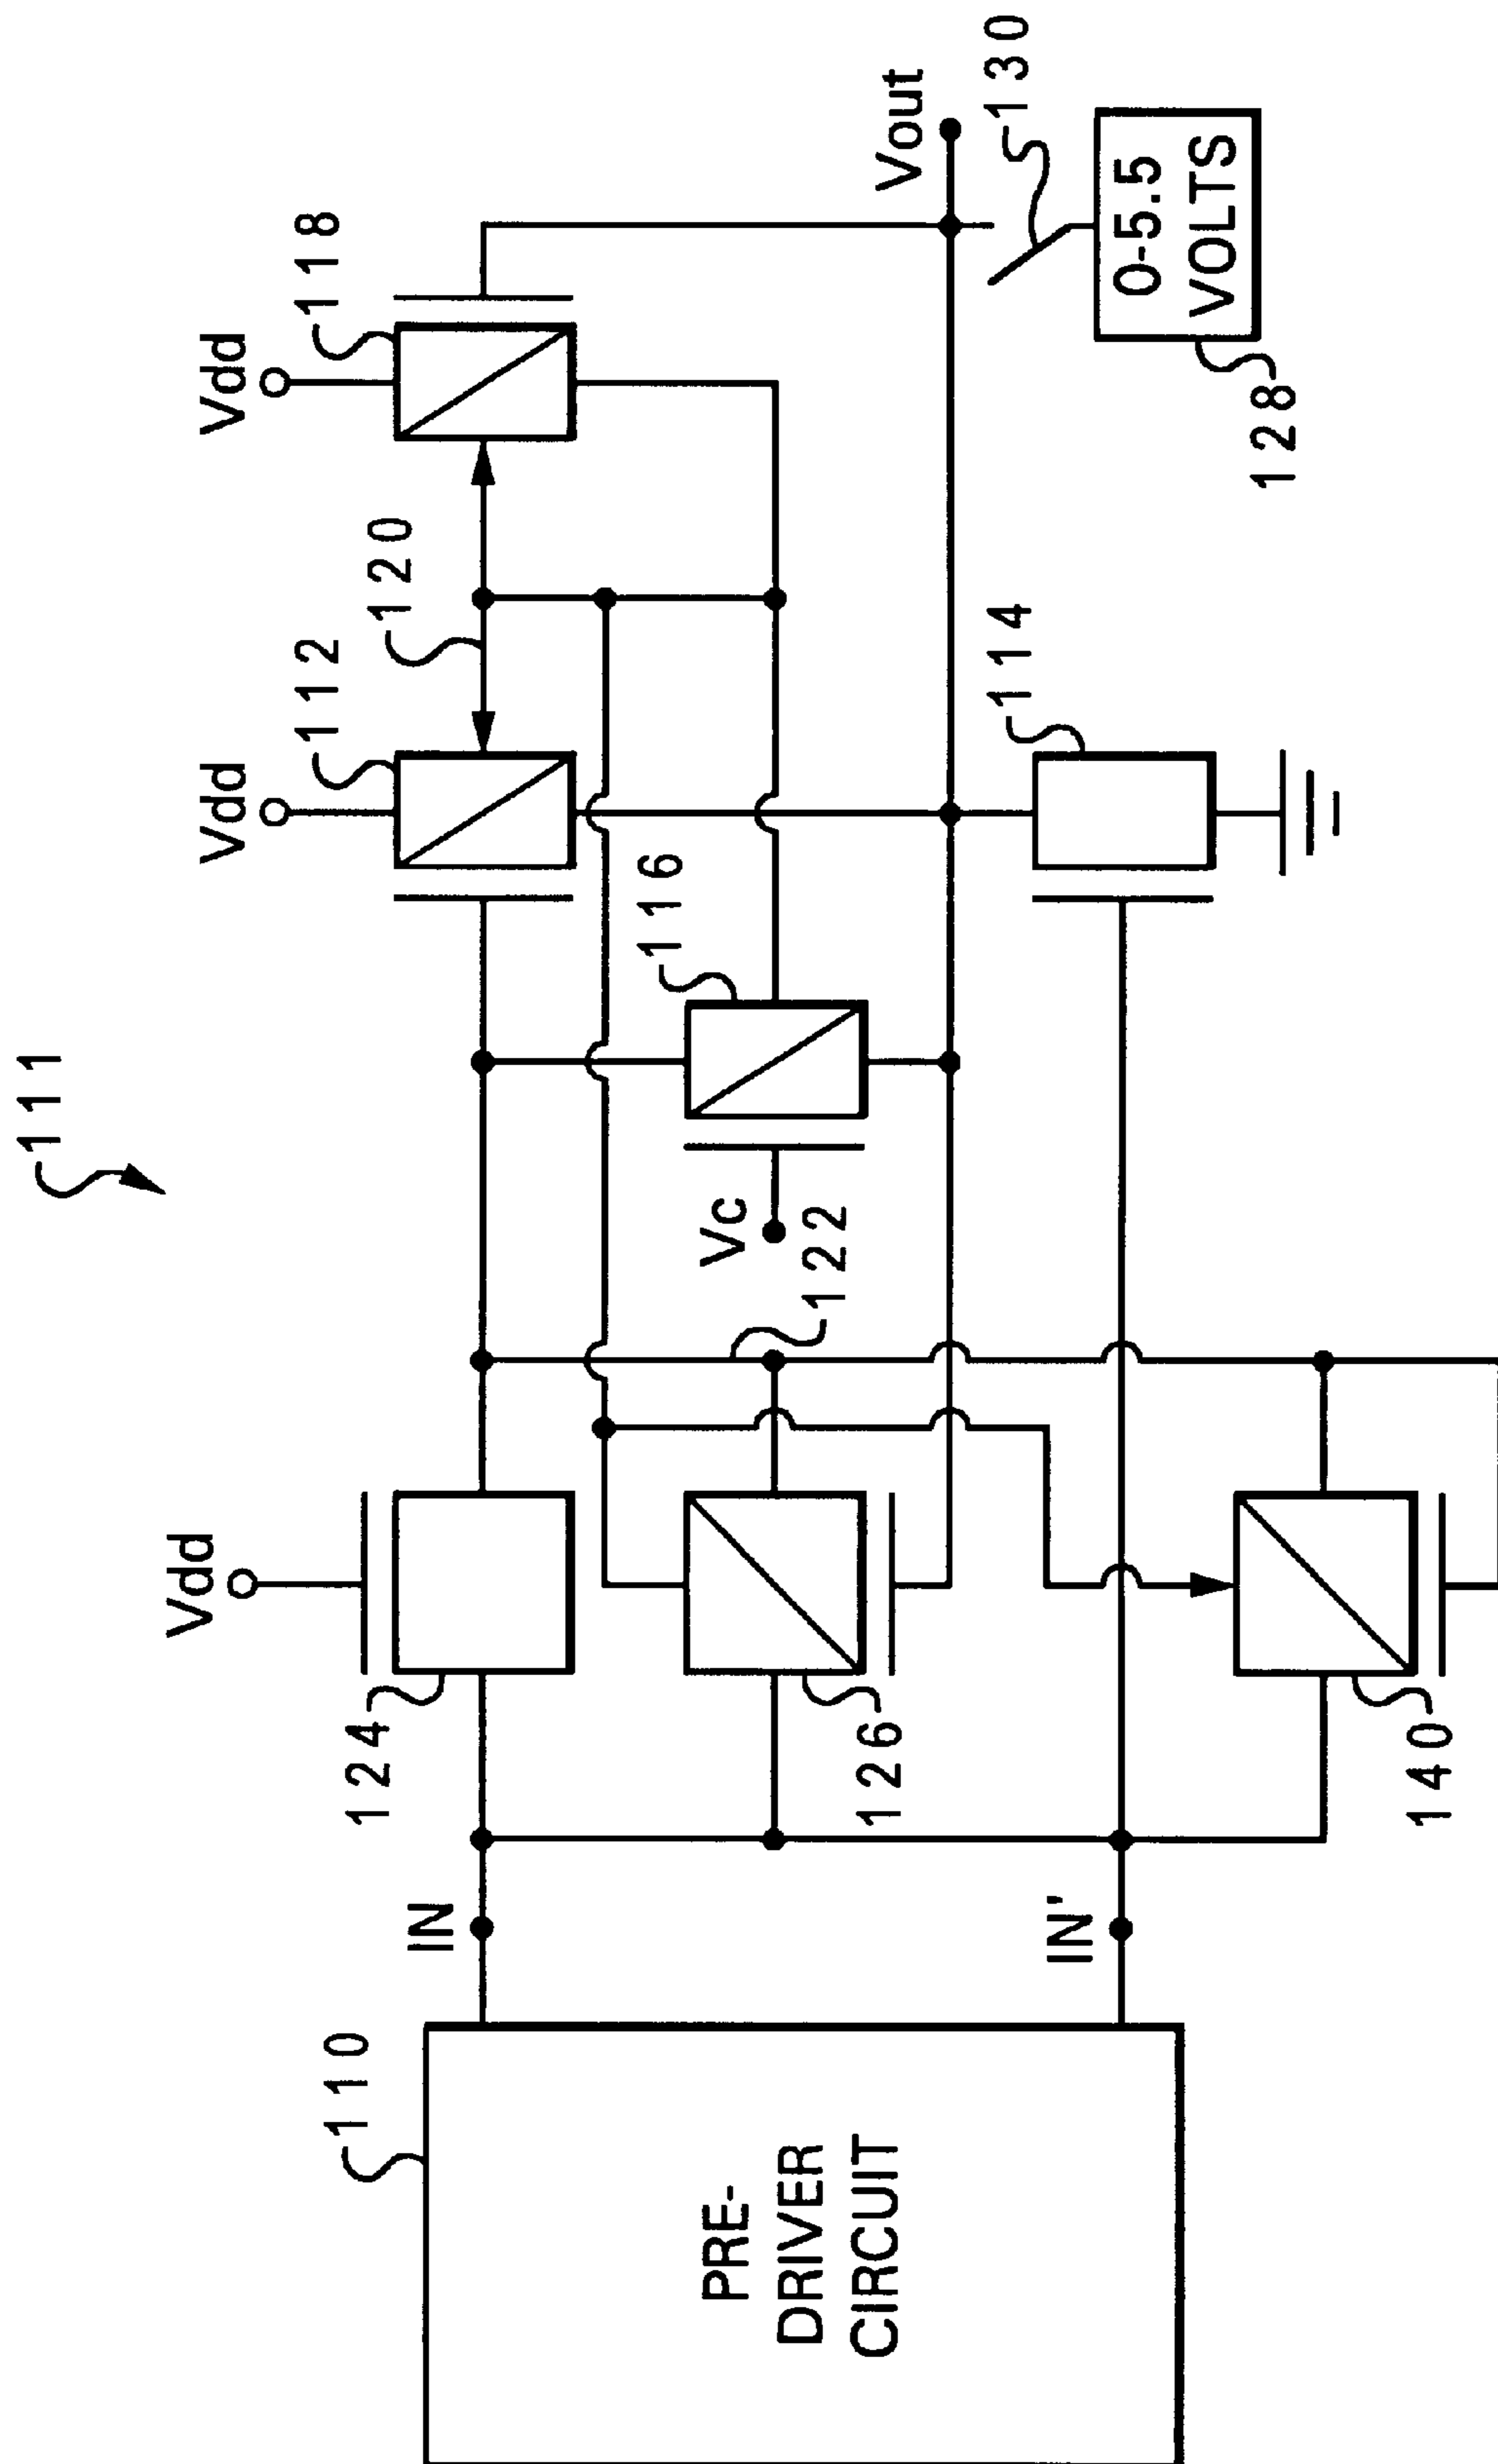 111
Vdd
112
120
Vdd
118
Vdd
124
122
Vc
116
Vout
130
0-5.5
VOLTS
128
114
126
140
110
IN
IN'
PRE-
DRIVER
CIRCUIT